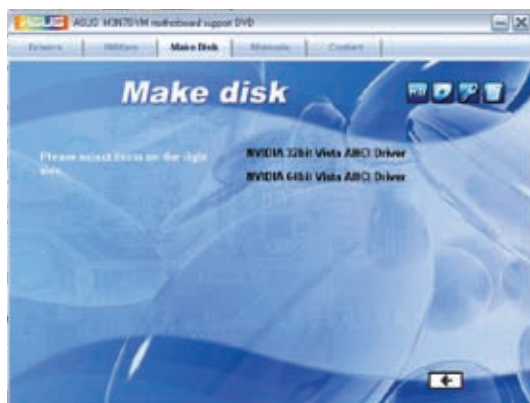 ASUS ASUS M3N78 VM motherboard support DVD
Drivers Utilities Make Disk Manuals Contact
Make disk
Please select items on the right
side.
NVIDIA 32bit Vista AHCI Driver
NVIDIA 64bit Vista AHCI Driver